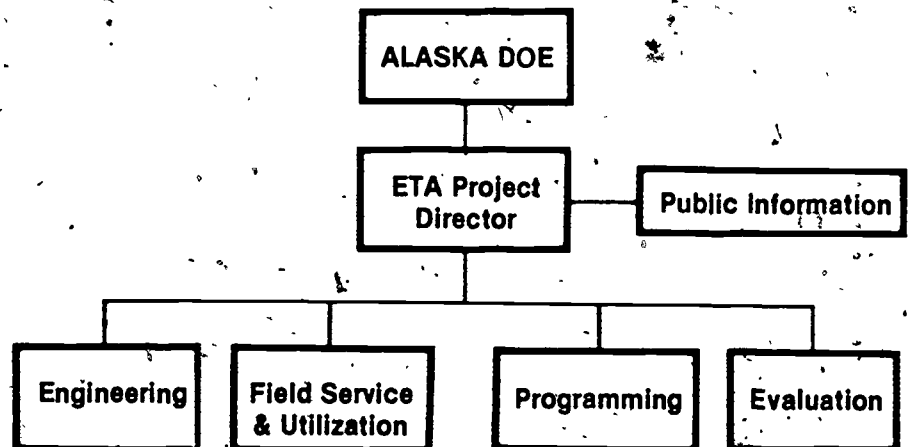 ALASKA DOE
ETA Project
Director
Public Information
Engineering
Field Service
& Utilization
Programming
Evaluation